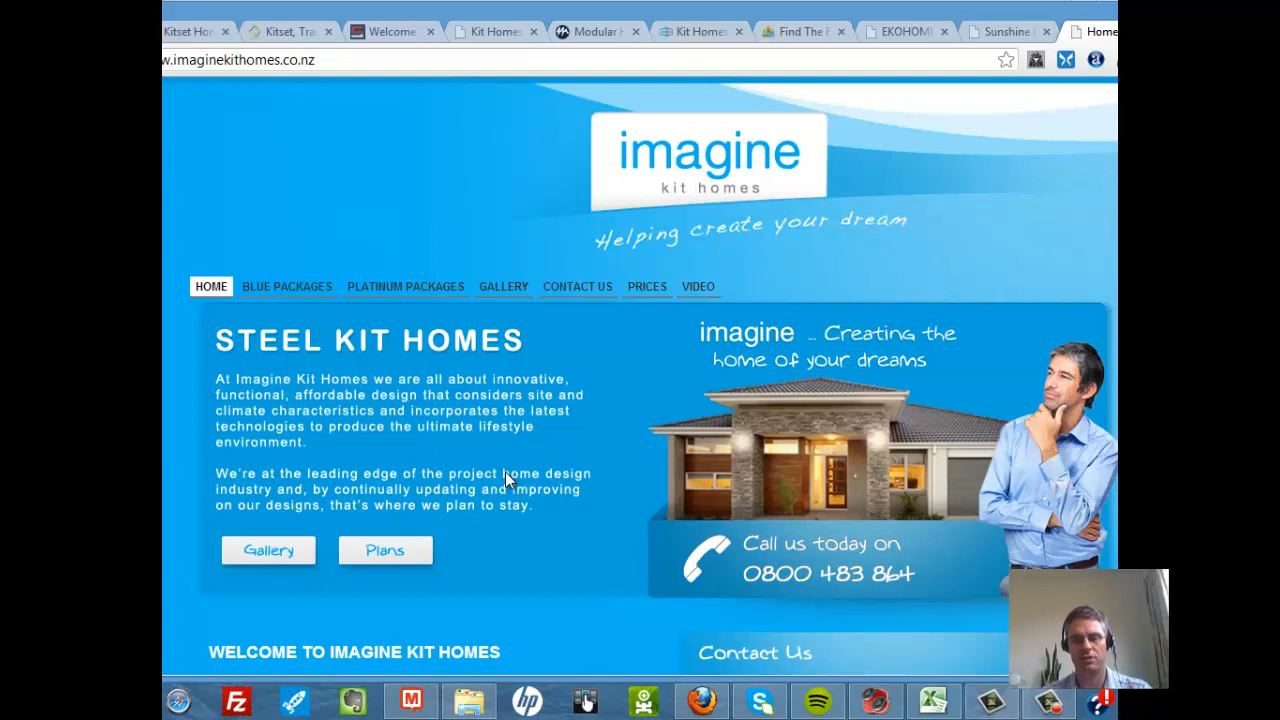 Kitset Hor
Kitset, Tra
Welcome
Kit Homes
Modular H
Kit Homes
Find The
EKOHOM
Sunshine
Home
w.imaginekithomes.co.nz
imagine
kit homes
Helping create your dream
HOME BLUE PACKAGES PLATINUM PACKAGES GALLERY CONTACT US PRICES VIDEO
STEEL KIT HOMES
At Imagine Kit Homes we are all about innovative,
functional, affordable design that considers site and
climate characteristics and incorporates the latest
technologies to produce the ultimate lifestyle
environment.
We're at the leading edge of the project home design
industry and, by continually updating and improving
on our designs, that's where we plan to stay.
Gallery
Plans
imagine ... Creating the
home of your dreams
Call us today on
0800 483 864
WELCOME TO IMAGINE KIT HOMES
Contact Us